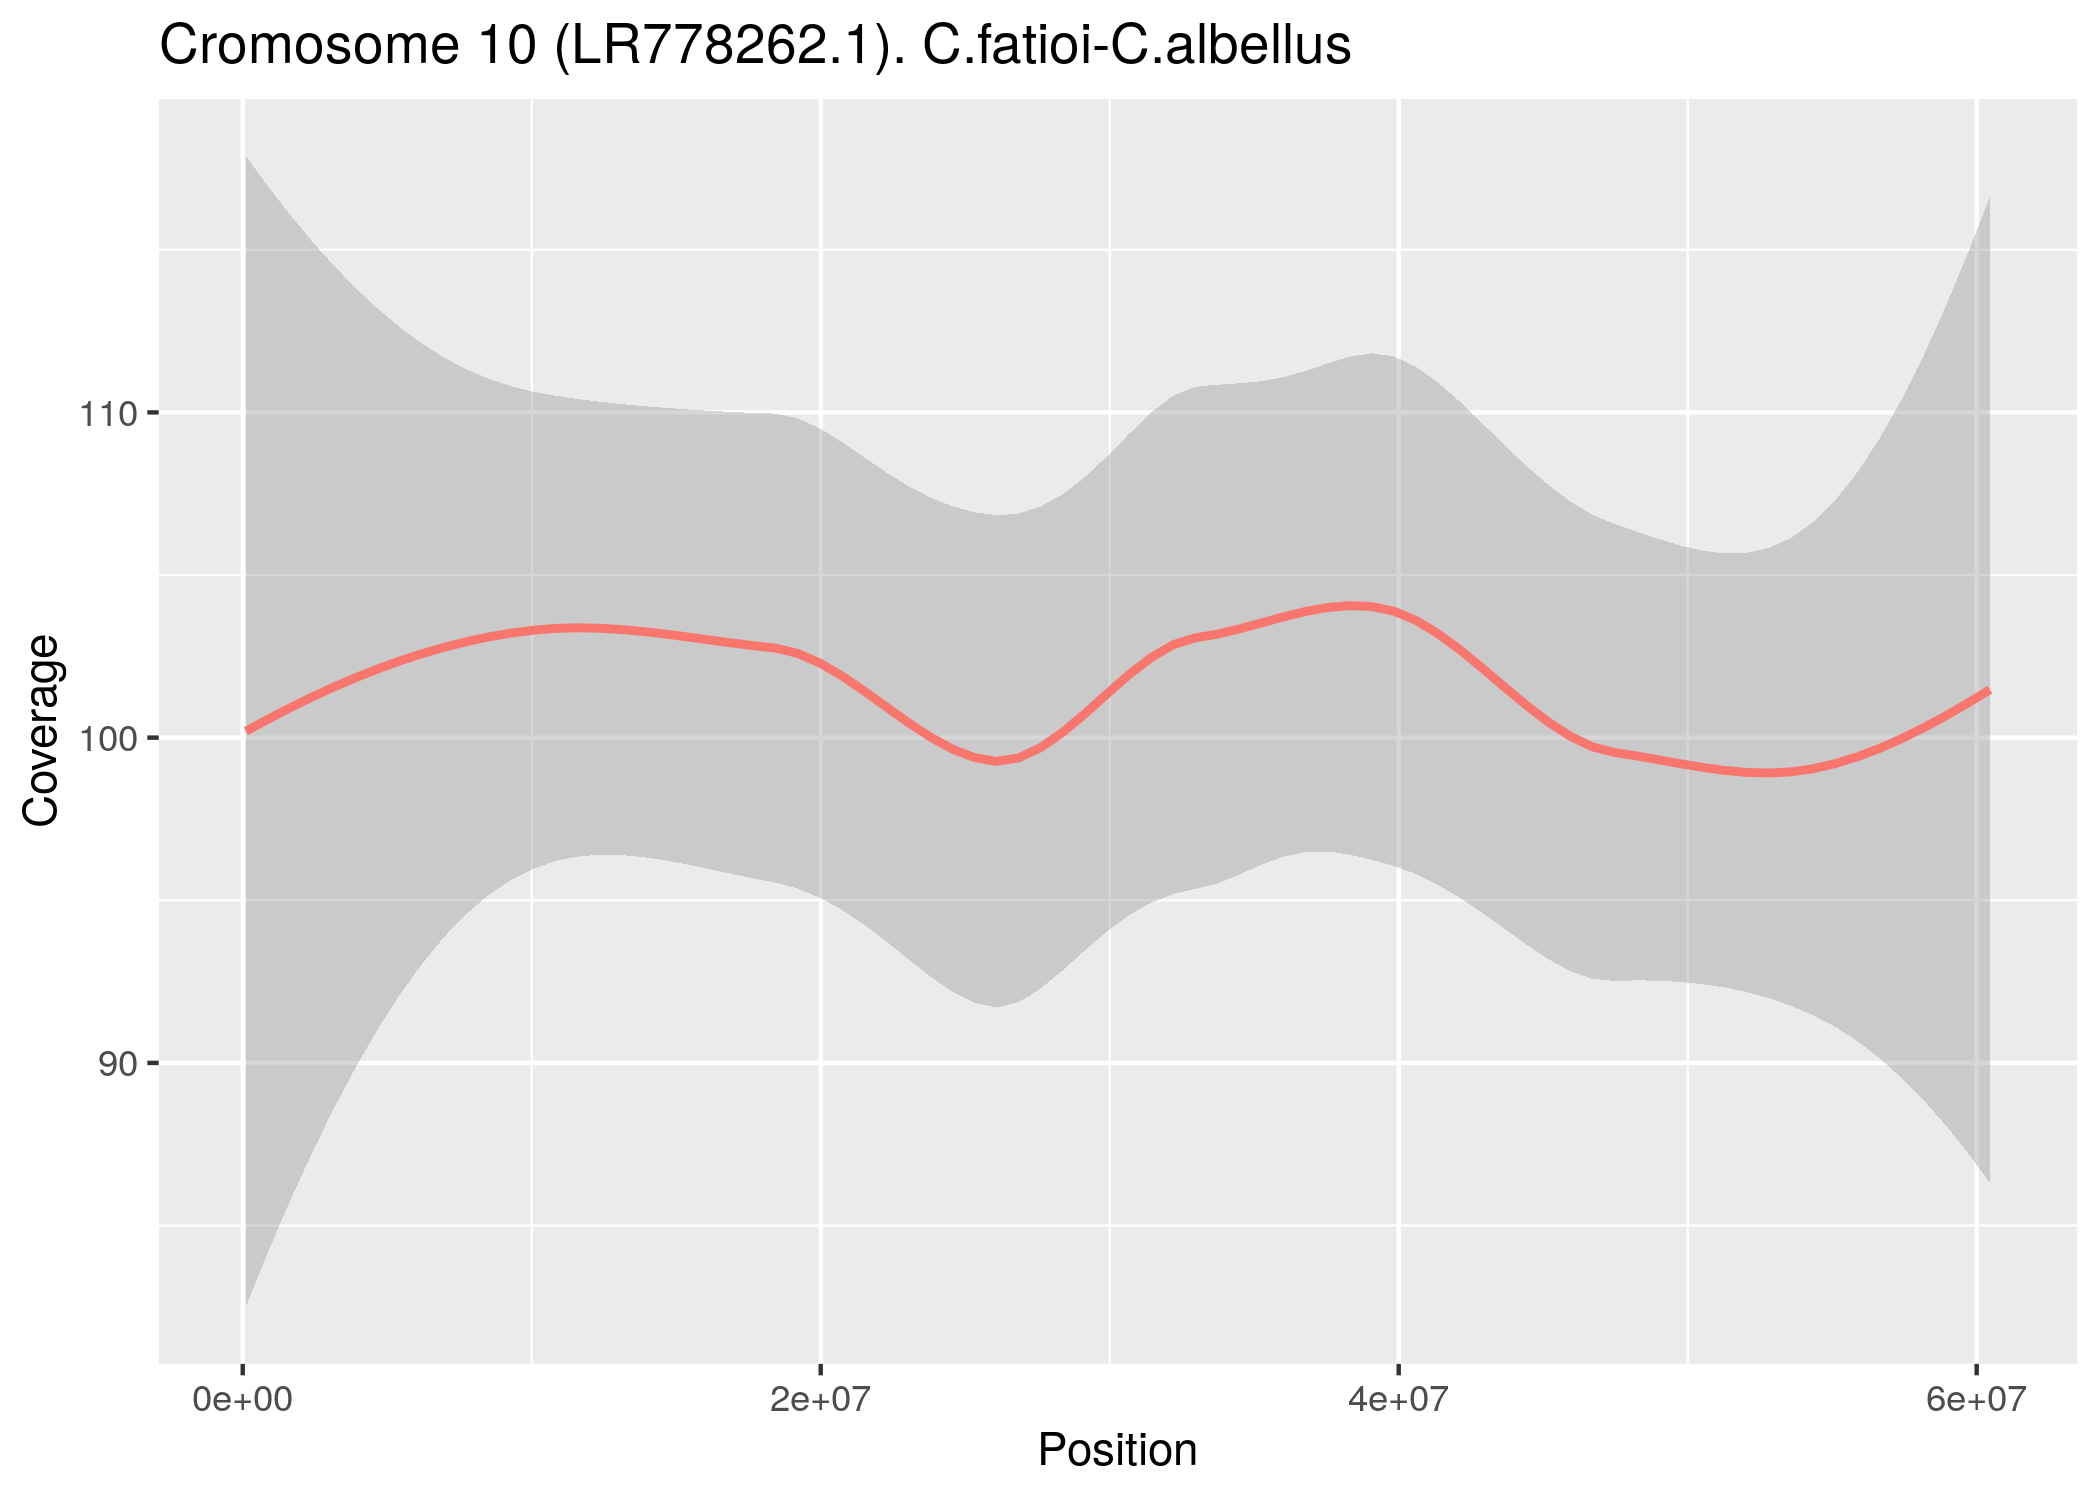 Cromosome 10 (LR778262.1). C.fatioi-C.albellus
Coverage
110
100
90
0e+00 2e+07 4e+07 6e+07
Position